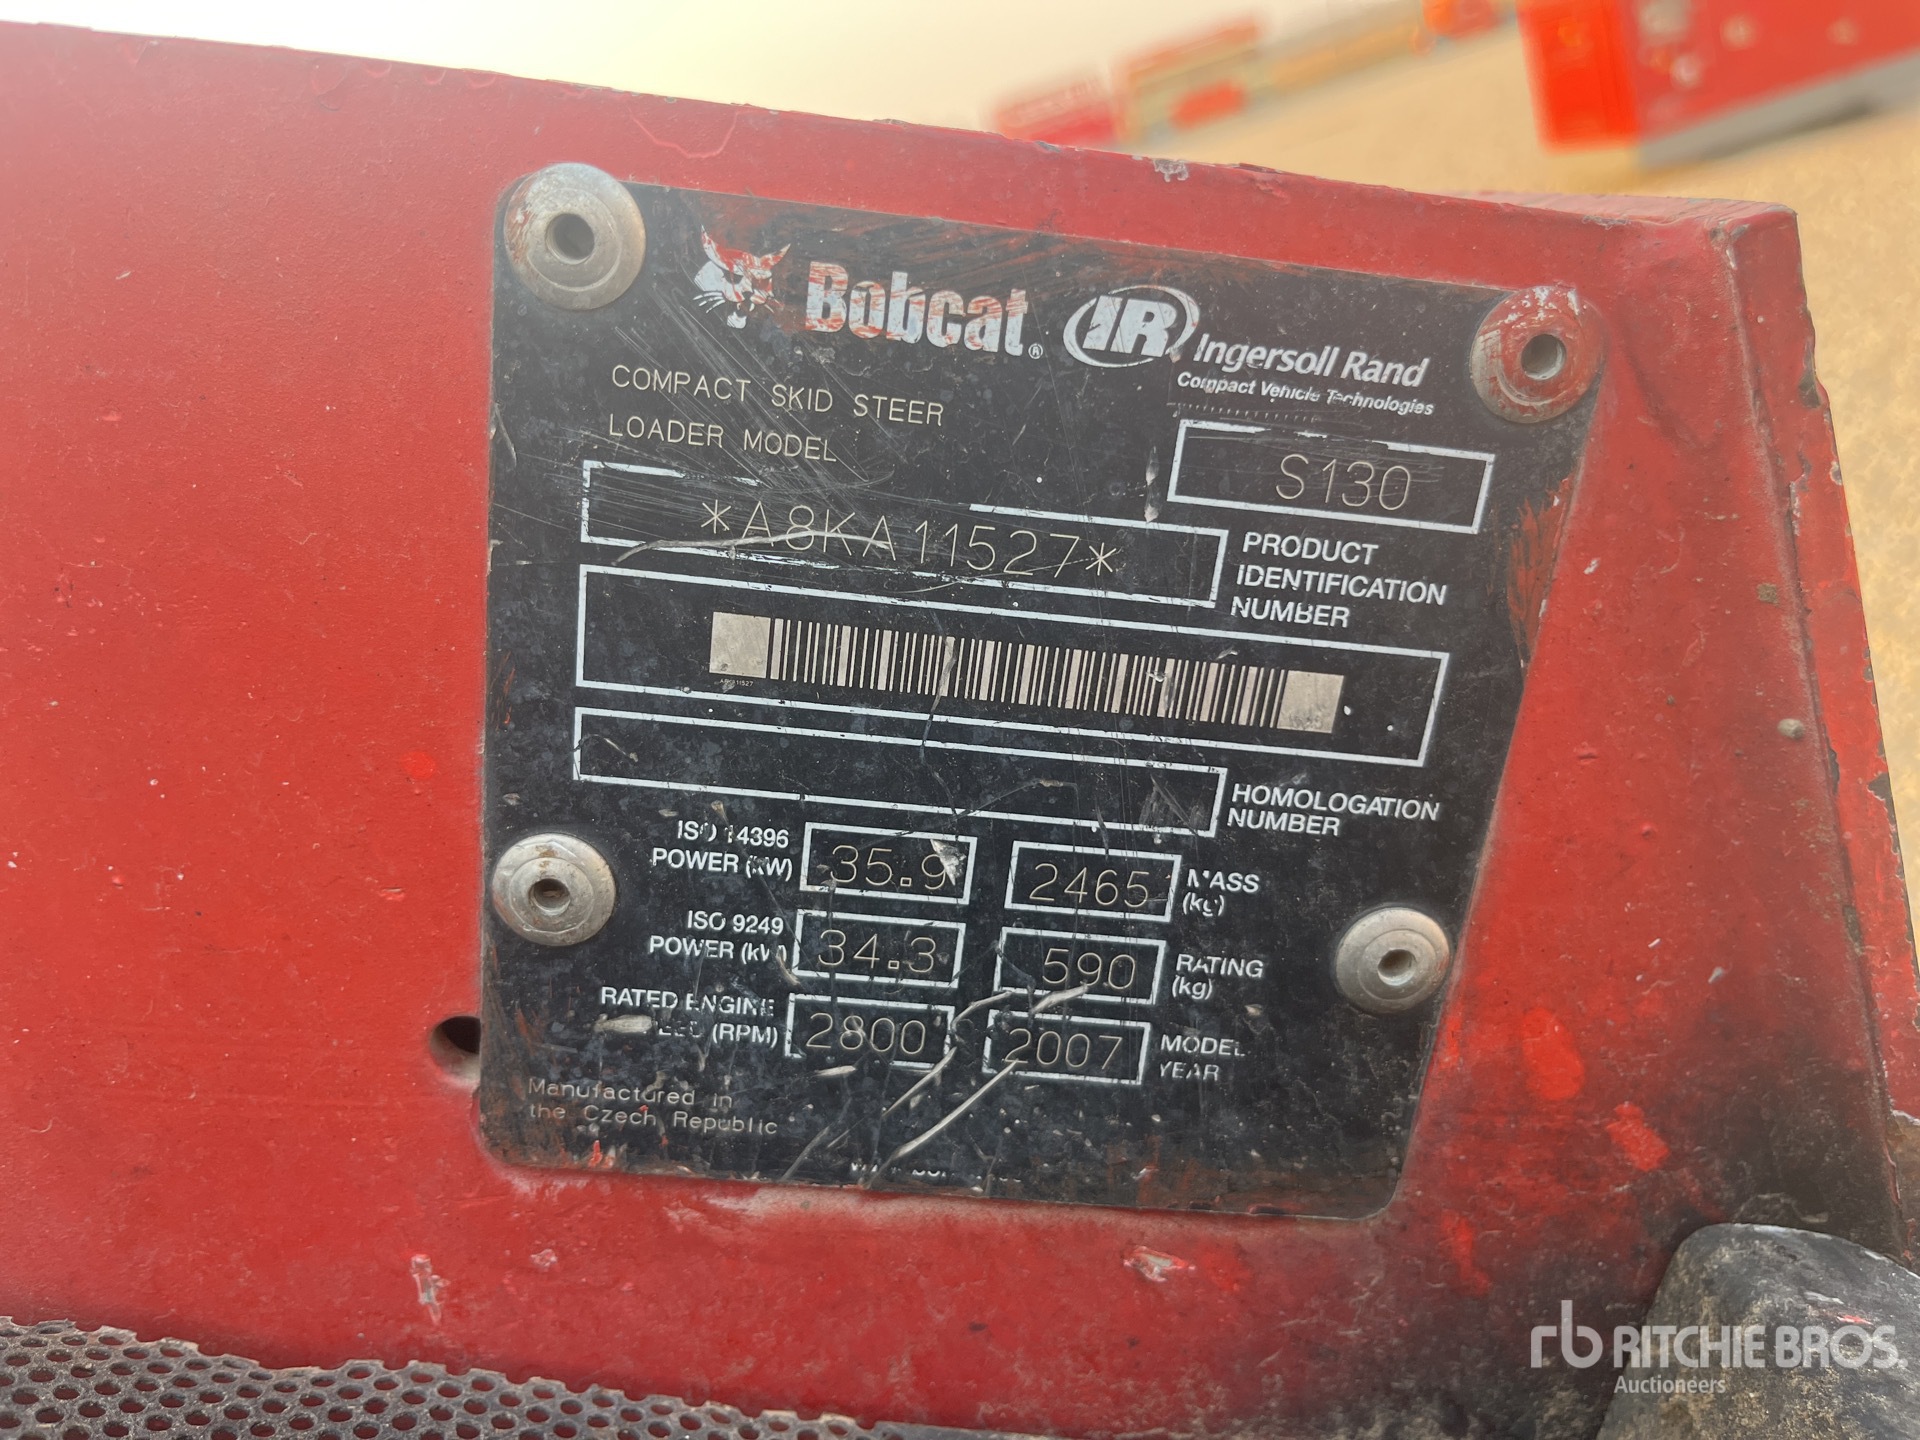 Bobcat®
IR Ingersoll Rand
Compact Vehicle Technologies
COMPACT SKID STEER
LOADER MODEL
S130
*A8KA11527*
PRODUCT
IDENTIFICATION
NUMBER
HOMOLOGATION
NUMBER
ISO 14396
POWER (kW)
35.9
2465
MASS
(kg)
ISO 9249
POWER (kW)
34.3
590
RATING
(kg)
RATED ENGINE
SPEED (RPM)
2800
2007
MODEL
YEAR
Manufactured in
the Czech Republic
rb RITCHIE BROS.
Auctioneers